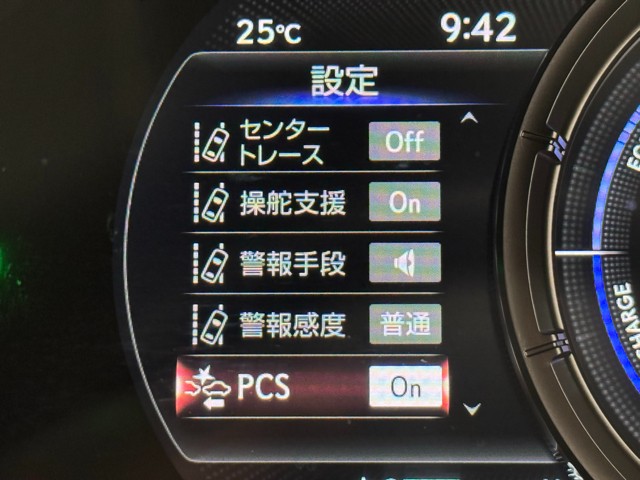 25℃ 9:42
設定
センター
トレース Off
操舵支援 On
警報手段
警報感度 普通
PCS On
CHARGE